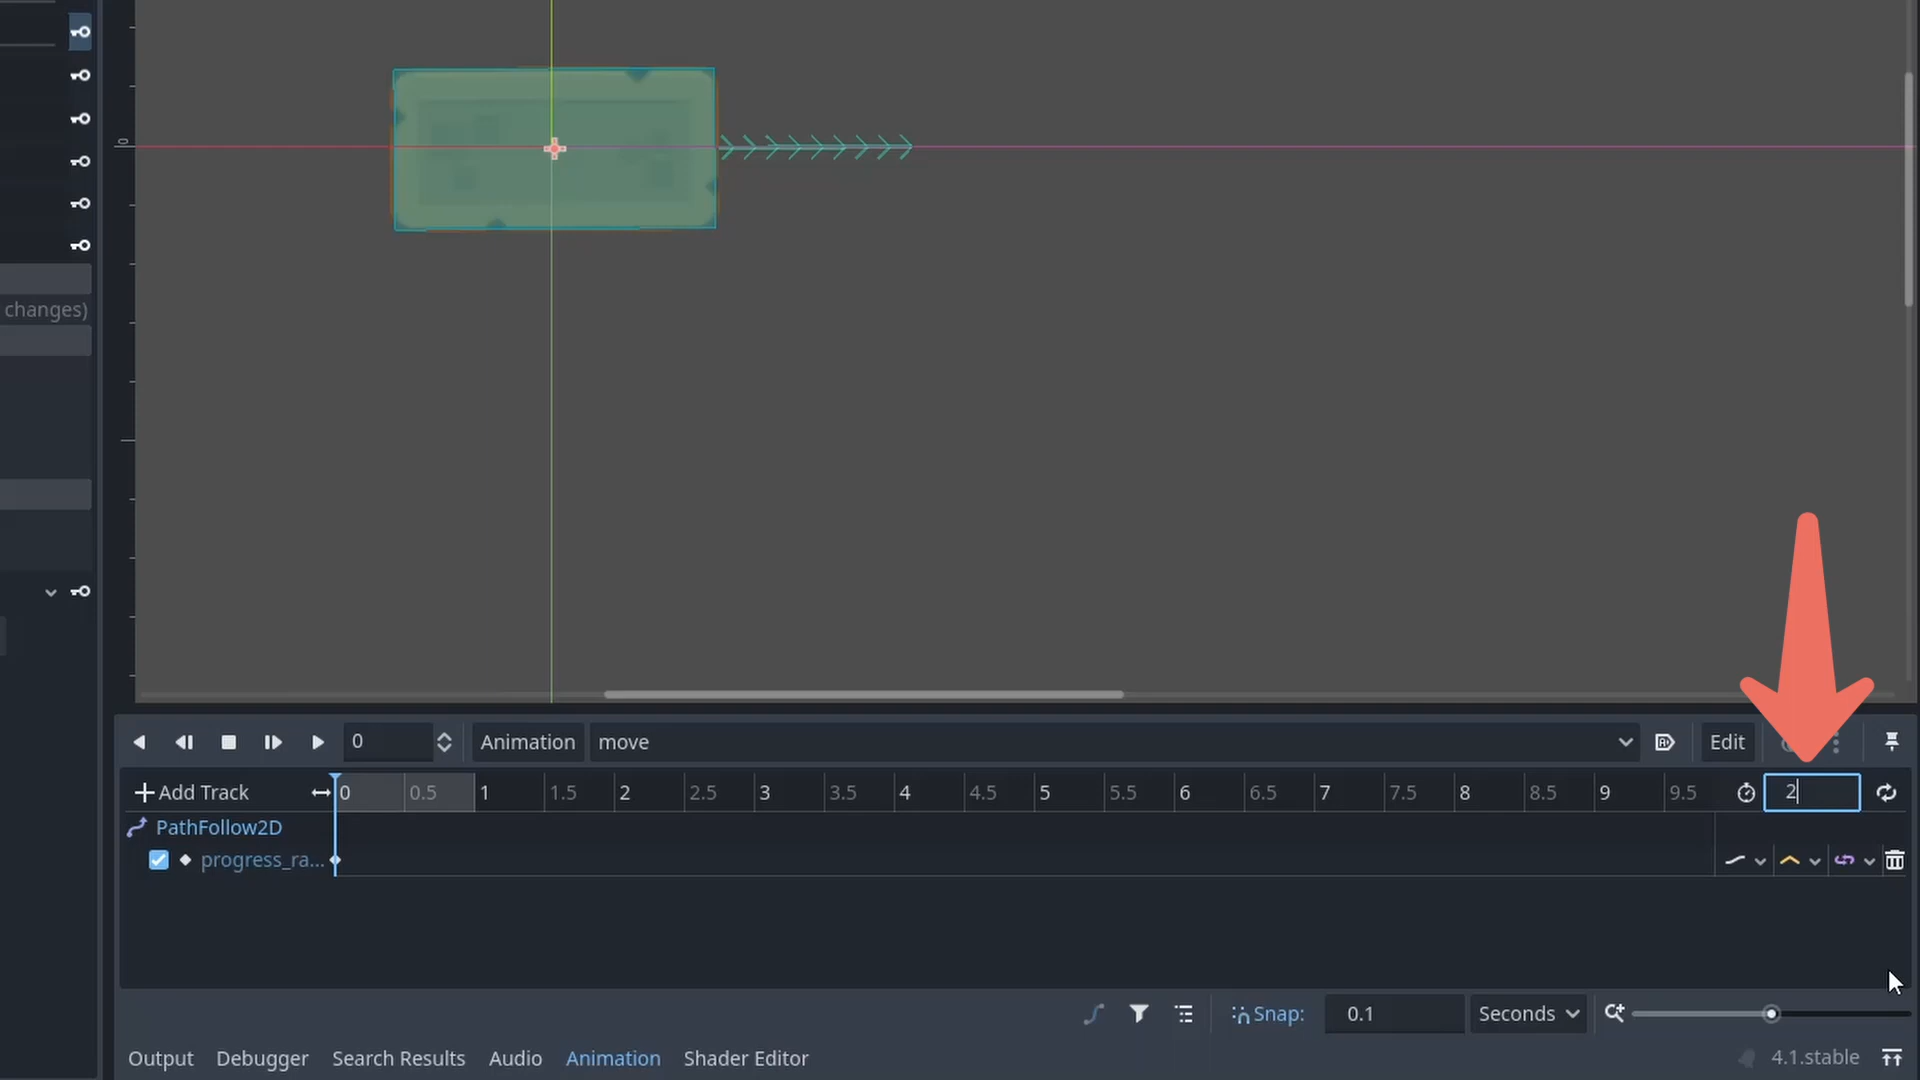 changes)
0
0 Animation move Edit
Add Track 0 0.5 1 1.5 2 2.5 3 3.5 4 4.5 5 5.5 6 6.5 7 7.5 8 8.5 9 9.5 2
PathFollow2D
progress_ra...
Snap: 0.1 Seconds
Output Debugger Search Results Audio Animation Shader Editor 4.1.stable